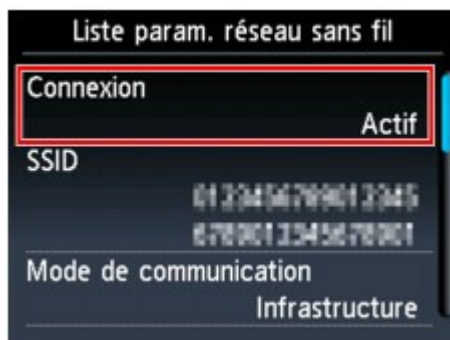 Liste param. réseau sans fil
Connexion
Actif
SSID
Mode de communication
Infrastructure